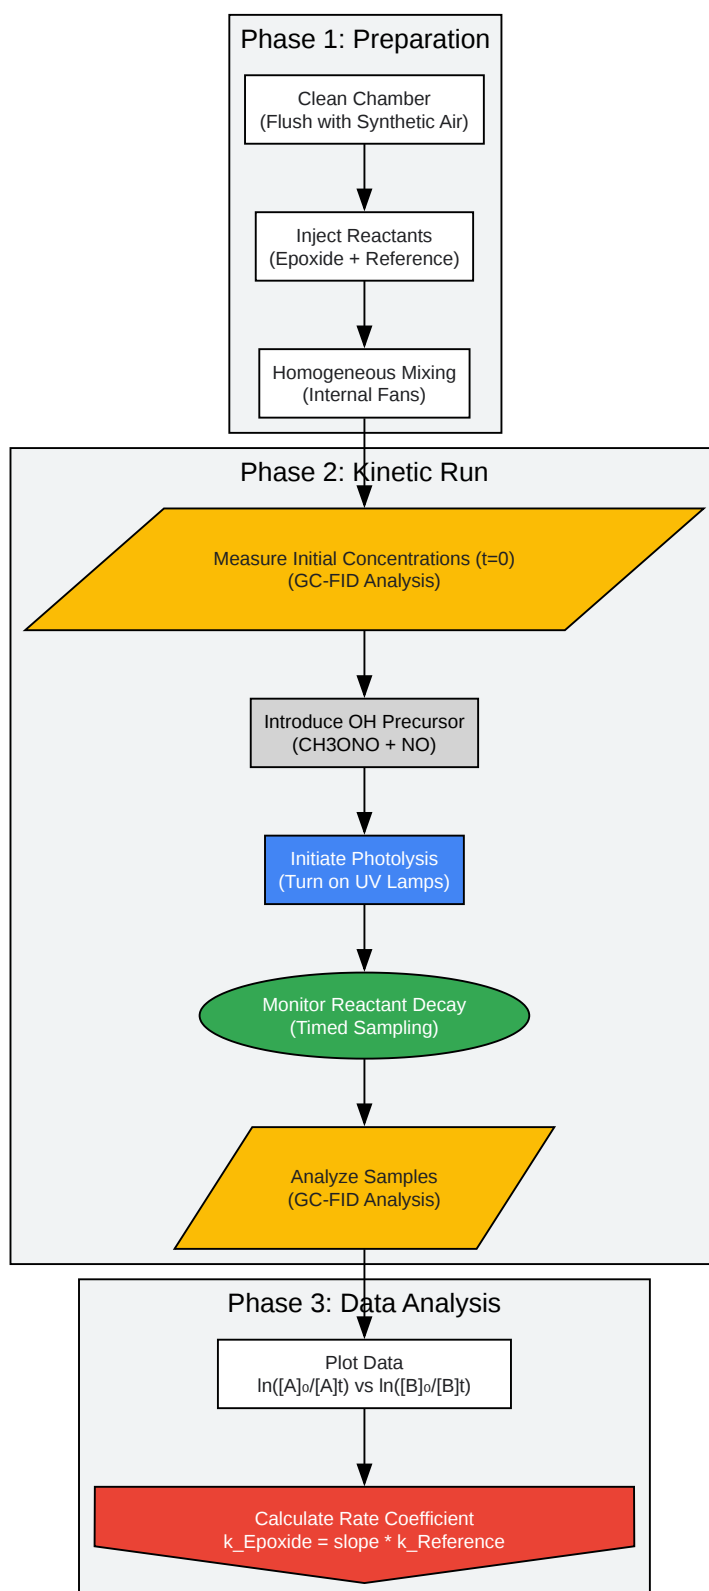 Phase 1: Preparation
Clean Chamber
(Flush with Synthetic Air)
Inject Reactants
(Epoxide + Reference)
Homogeneous Mixing
(Internal Fans)
Phase 2: Kinetic Run
Measure Initial Concentrations (t=0)
(GC-FID Analysis)
Introduce OH Precursor
(CH3ONO + NO)
Initiate Photolysis
(Turn on UV Lamps)
Monitor Reactant Decay
(Timed Sampling)
Analyze Samples
(GC-FID Analysis)
Phase 3: Data Analysis
Plot Data
ln([A]₀/[A]t) vs ln([B]₀/[B]t)
Calculate Rate Coefficient
k_Epoxide = slope * k_Reference